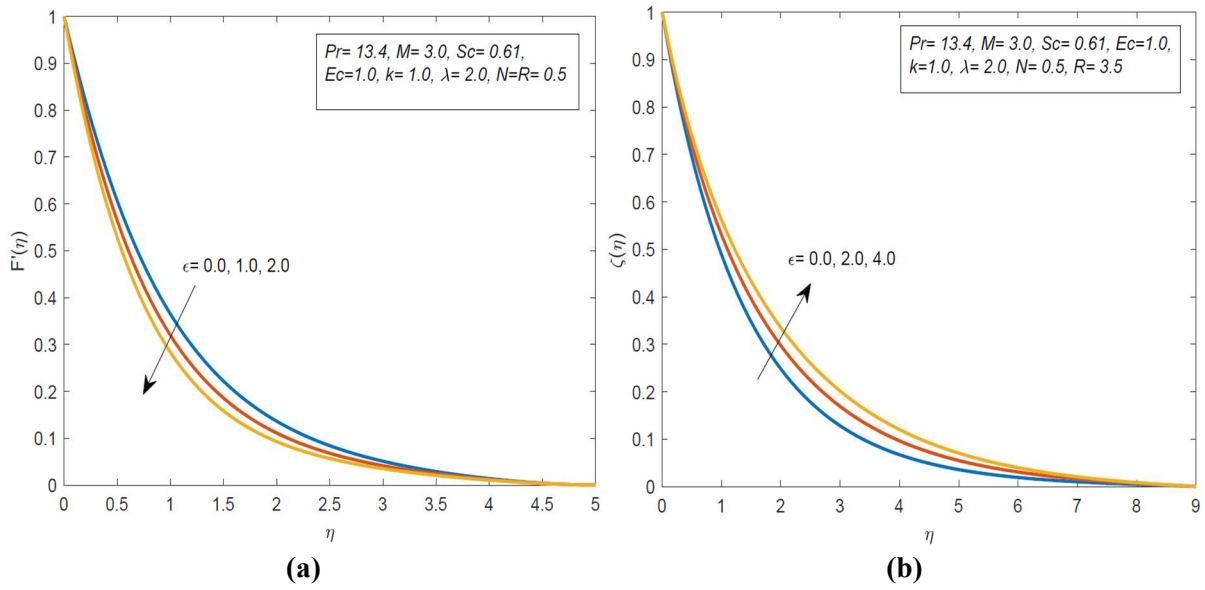 Pr= 13.4, M= 3.0, Sc= 0.61,
Ec=1.0, k= 1.0, λ= 2.0, N=R= 0.5
1
0.9
0.8
0.7
0.6
0.5
0.4
0.3
0.2
0.1
0
F'(η)
ϵ= 0.0, 1.0, 2.0
0 0.5 1 1.5 2 2.5 3 3.5 4 4.5 5
η
(a)
Pr= 13.4, M= 3.0, Sc= 0.61, Ec=1.0,
k=1.0, λ= 2.0, N= 0.5, R= 3.5
1
0.9
0.8
0.7
0.6
0.5
0.4
0.3
0.2
0.1
0
ζ(η)
ϵ= 0.0, 2.0, 4.0
0 1 2 3 4 5 6 7 8 9
η
(b)